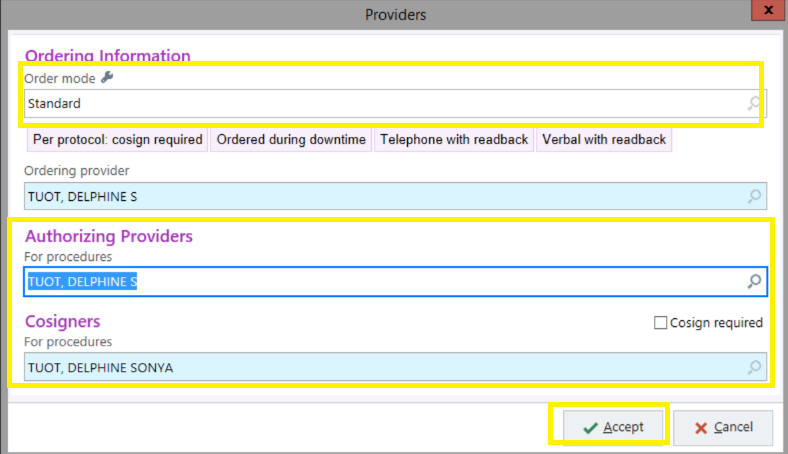 Providers
x
Ordering Information
Order mode
Standard
Per protocol: cosign required Ordered during downtime Telephone with readback Verbal with readback
Ordering provider
TUOT, DELPHINE S
Authorizing Providers
For procedures
TUOT, DELPHINE S
Cosigners
Cosign required
For procedures
TUOT, DELPHINE SONYA
Accept Cancel